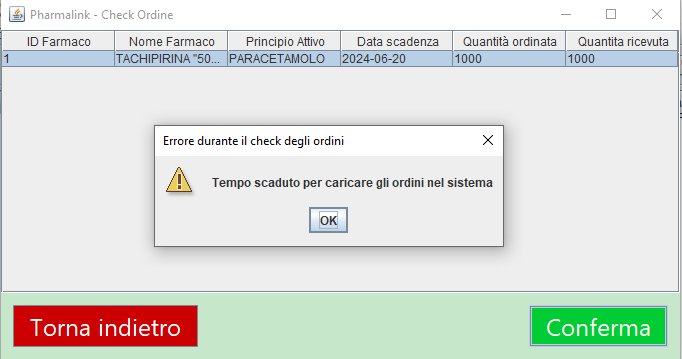 Pharmalink - Check Ordine
ID Farmaco Nome Farmaco Principio Attivo Data scadenza Quantità ordinata Quantita ricevuta
1 TACHIPIRINA "50... PARACETAMOLO 2024-06-20 1000 1000
Errore durante il check degli ordini
Tempo scaduto per caricare gli ordini nel sistema
OK
Torna indietro Conferma